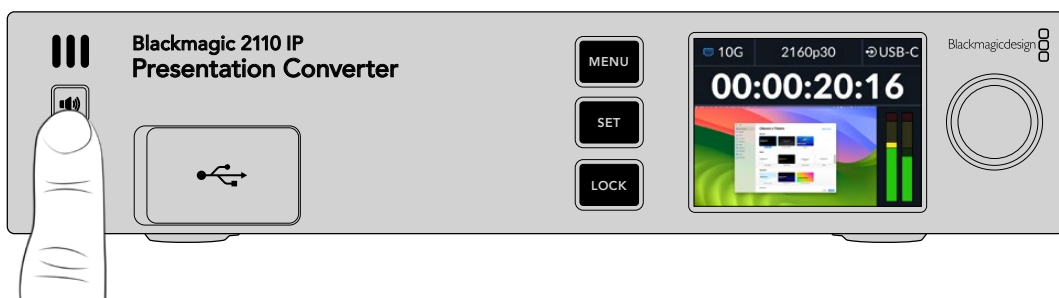 Blackmagic 2110 IP
Presentation Converter
MENU
SET
LOCK
10G 2160p30 USB-C
00:00:20:16
Blackmagicdesign